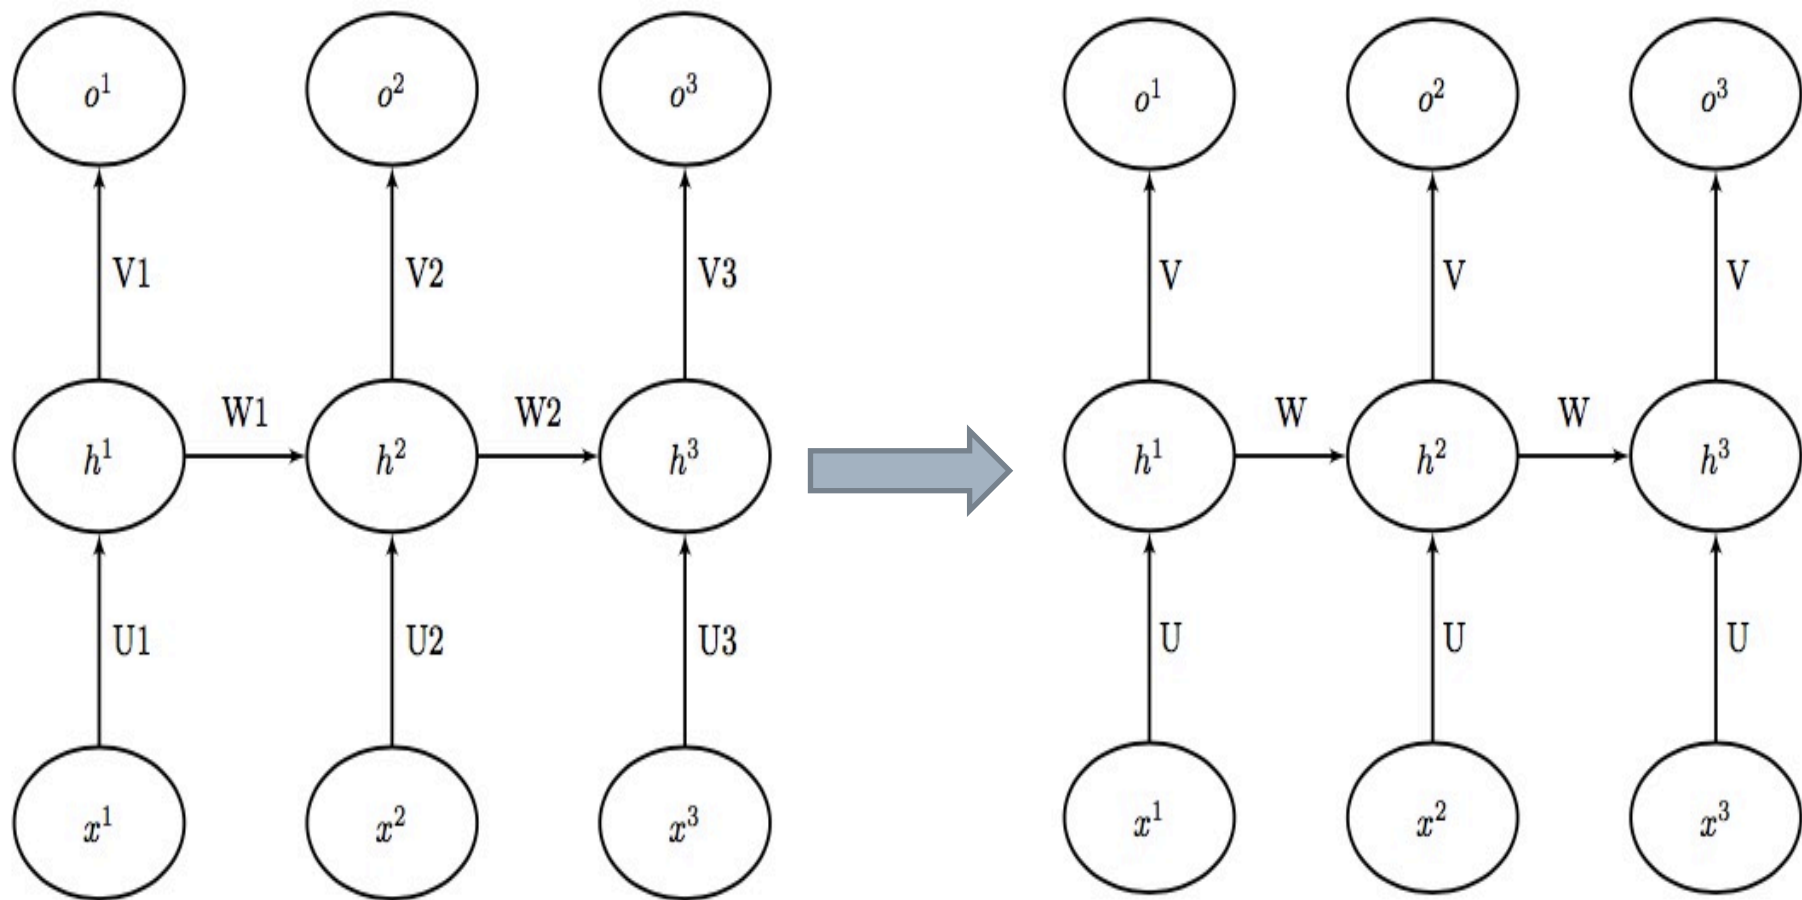 o¹ o² o³ o¹ o² o³
V1 V2 V3 V V V
W1 W2 W W
h¹ h² h³ h¹ h² h³
U1 U2 U3 U U U
x¹ x² x³ x¹ x² x³